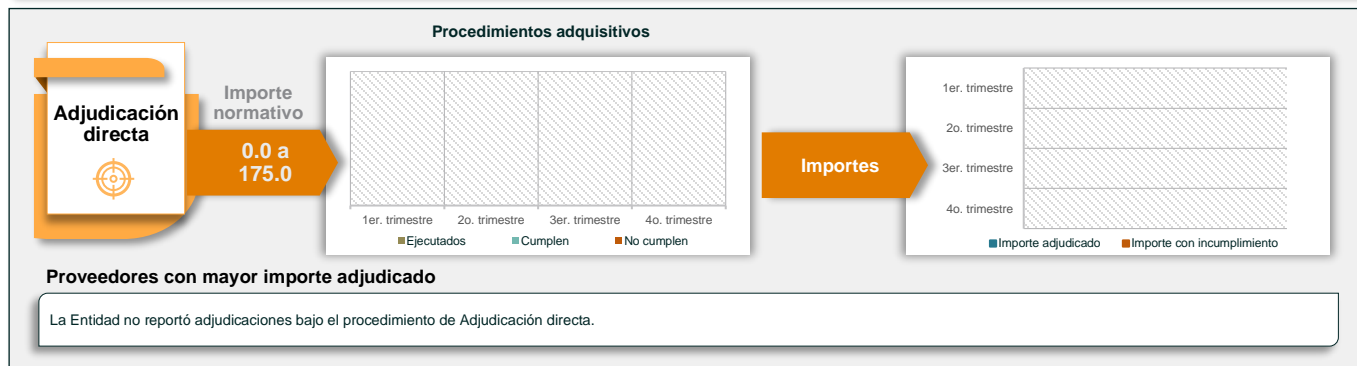 Procedimientos adquisitivos
Adjudicación
directa
Importe
normativo
0.0 a
175.0
1er. trimestre 2o. trimestre 3er. trimestre 4o. trimestre
Ejecutados Cumplen No cumplen
Importes
1er. trimestre
2o. trimestre
3er. trimestre
4o. trimestre
Importe adjudicado Importe con incumplimiento
Proveedores con mayor importe adjudicado
La Entidad no reportó adjudicaciones bajo el procedimiento de Adjudicación directa.